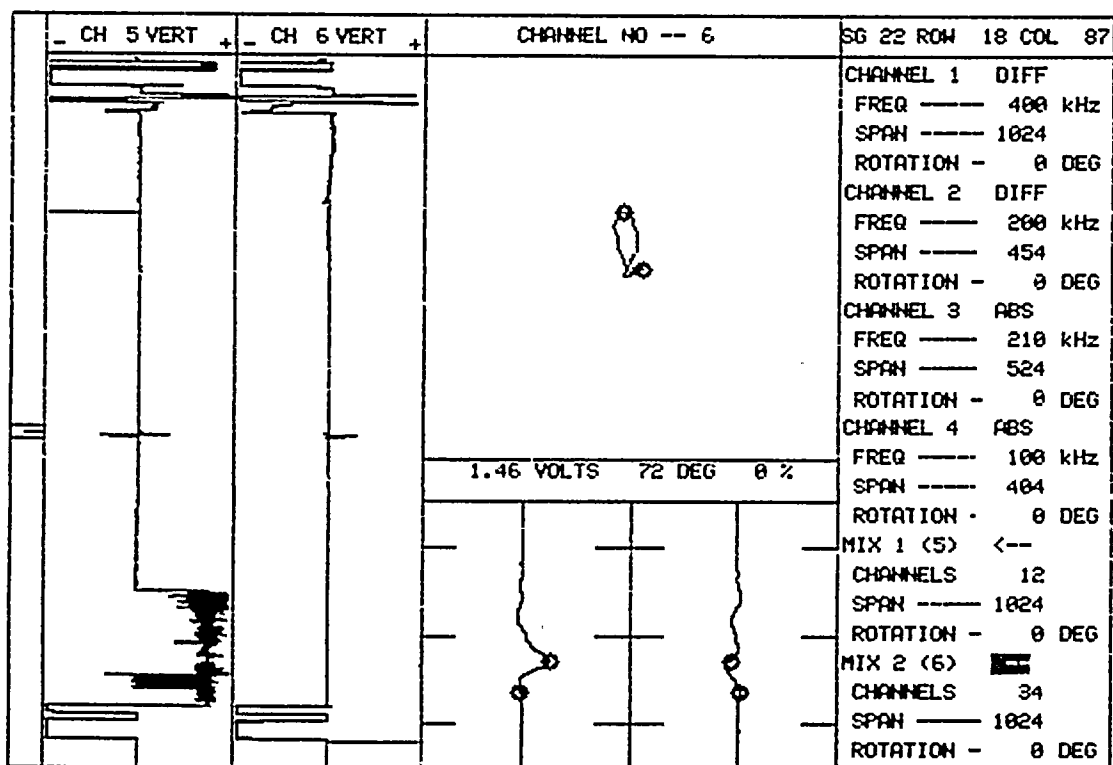 - CH 5 VERT +
- CH 6 VERT +
CHANNEL NO -- 6
SG 22 ROW 18 COL 87
CHANNEL 1 DIFF
FREQ ---- 400 kHz
SPAN ---- 1024
ROTATION - 0 DEG
CHANNEL 2 DIFF
FREQ ---- 200 kHz
SPAN ---- 454
ROTATION - 0 DEG
CHANNEL 3 ABS
FREQ ---- 210 kHz
SPAN ---- 524
ROTATION - 0 DEG
CHANNEL 4 ABS
FREQ ---- 100 kHz
SPAN ---- 404
ROTATION - 0 DEG
MIX 1 (5) <--
CHANNELS 12
SPAN ---- 1024
ROTATION - 0 DEG
MIX 2 (6)
CHANNELS 34
SPAN ---- 1024
ROTATION - 0 DEG
1.46 VOLTS 72 DEG 0 %